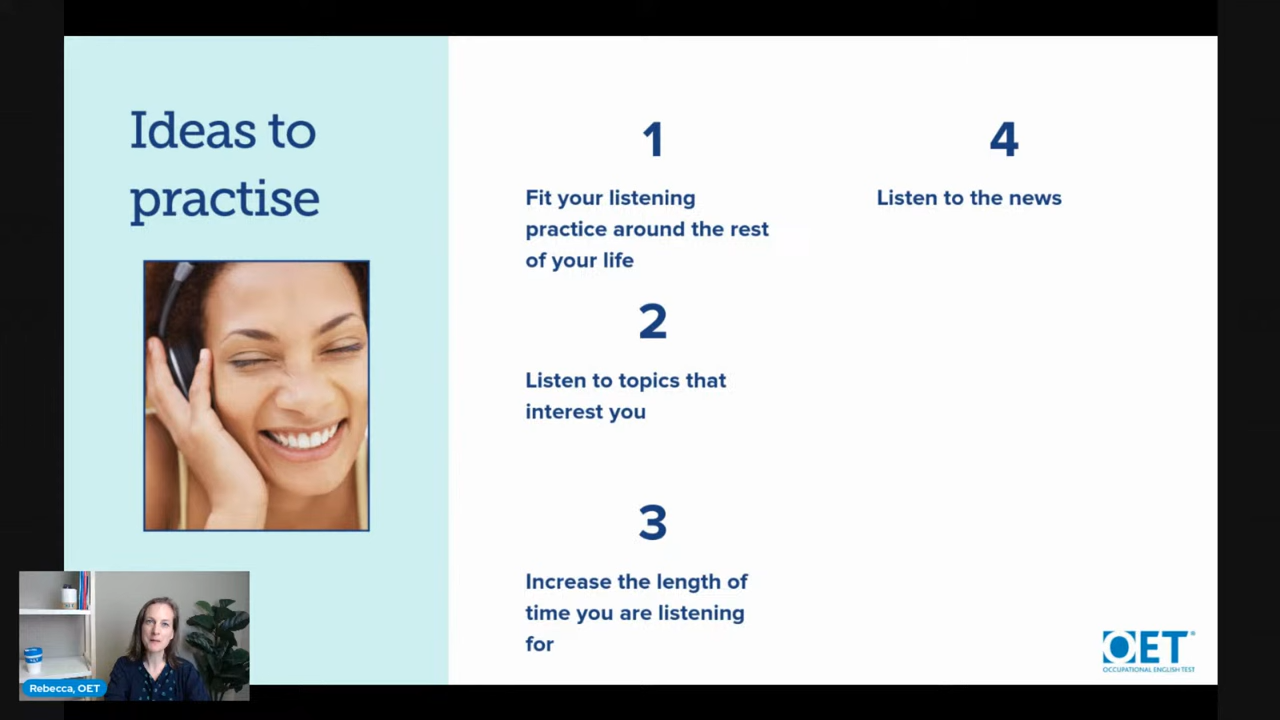 Ideas to
practise
1
Fit your listening
practice around the rest
of your life
2
Listen to topics that
interest you
3
Increase the length of
time you are listening
for
4
Listen to the news
Rebecca, OET
OET®
OCCUPATIONAL ENGLISH TEST